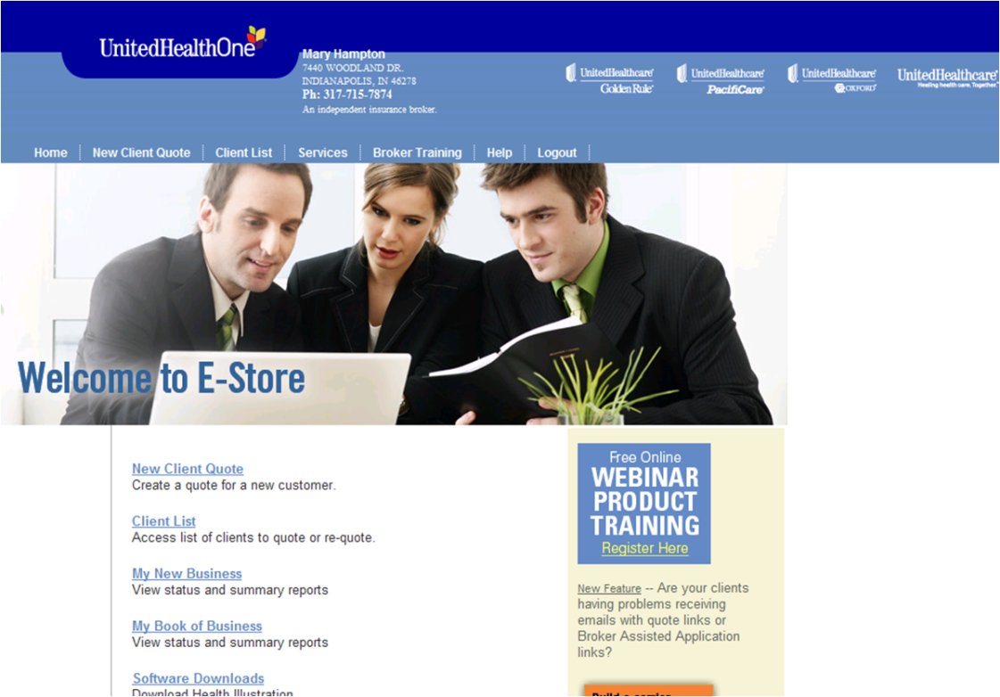 UnitedHealthOne
Mary Hampton
7440 WOODLAND DR.
INDIANAPOLIS, IN 46278
Ph: 317-715-7874
An independent insurance broker.
UnitedHealthcare
Golden Rule
UnitedHealthcare
PacifiCare
UnitedHealthcare
OXFORD
UnitedHealthcare
Healing health care. Together.
Home New Client Quote Client List Services Broker Training Help Logout
Welcome to E-Store
New Client Quote
Create a quote for a new customer.
Client List
Access list of clients to quote or re-quote.
My New Business
View status and summary reports
My Book of Business
View status and summary reports
Software Downloads
Download Health Illustration
Free Online
WEBINAR
PRODUCT
TRAINING
Register Here
New Feature -- Are your clients
having problems receiving
emails with quote links or
Broker Assisted Application
links?
Build a